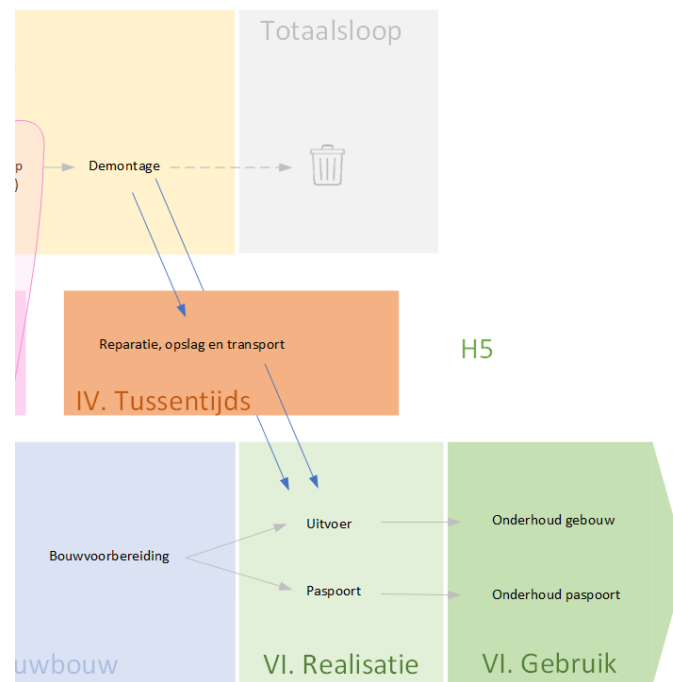 Totaalsloop
p
)
Demontage
Reparatie, opslag en transport
H5
IV. Tussentijds
Uitvoer
Onderhoud gebouw
Bouwvoorbereiding
Paspoort
Onderhoud paspoort
uwbouw
VI. Realisatie
VI. Gebruik